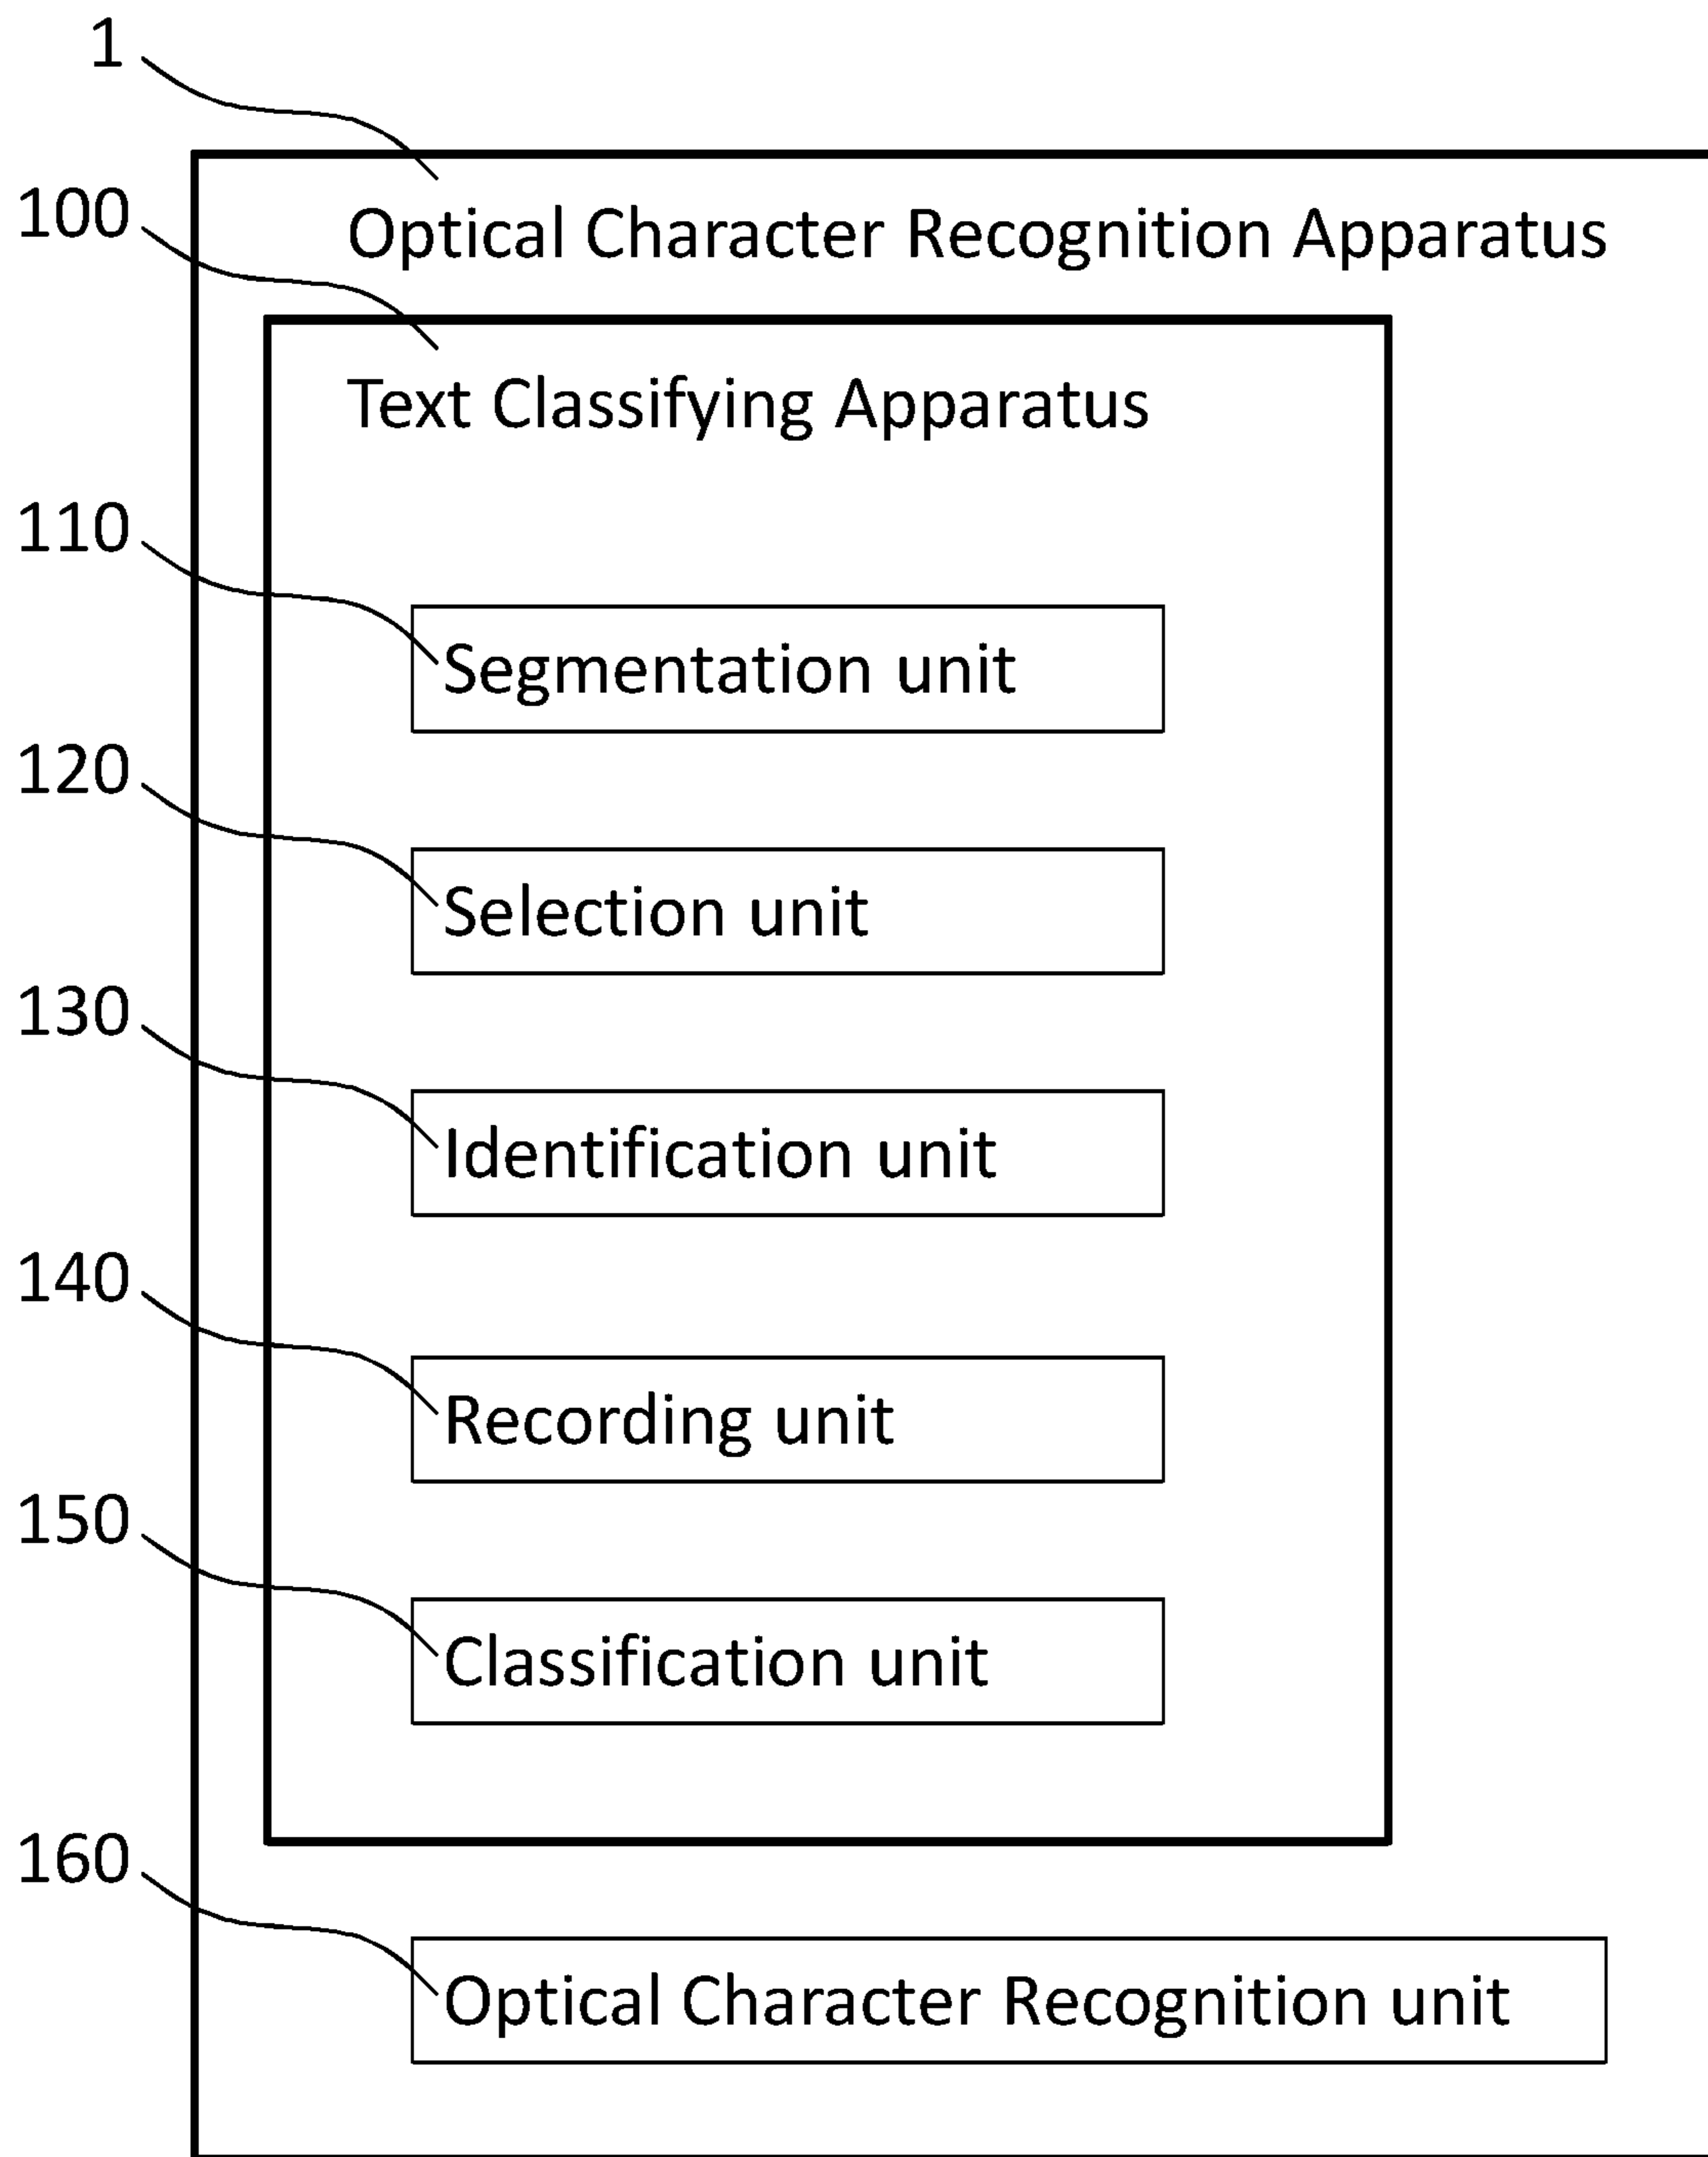 1
100
Optical Character Recognition Apparatus
Text Classifying Apparatus
110
Segmentation unit
120
Selection unit
130
Identification unit
140
Recording unit
150
Classification unit
160
Optical Character Recognition unit